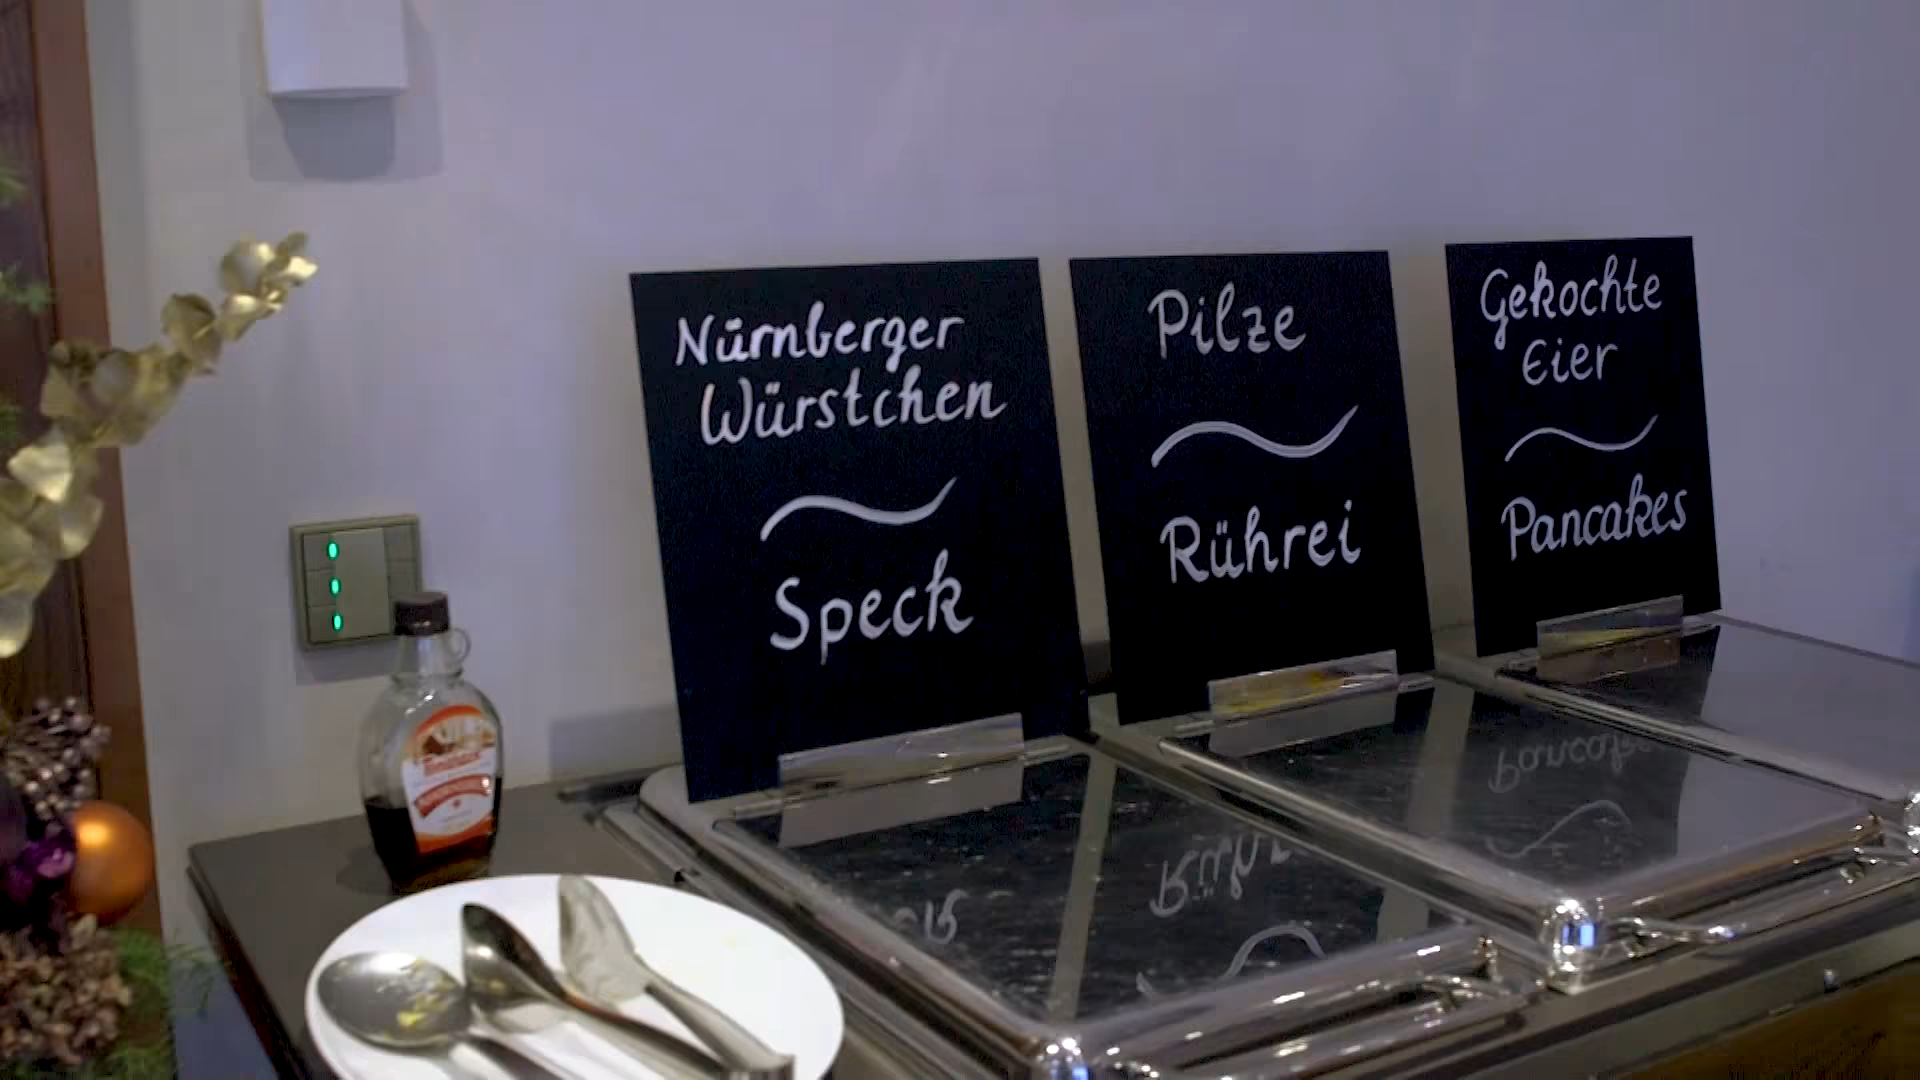 Nürnberger
Würstchen
Speck
Pilze
Rührei
Gekochte
Eier
Pancakes